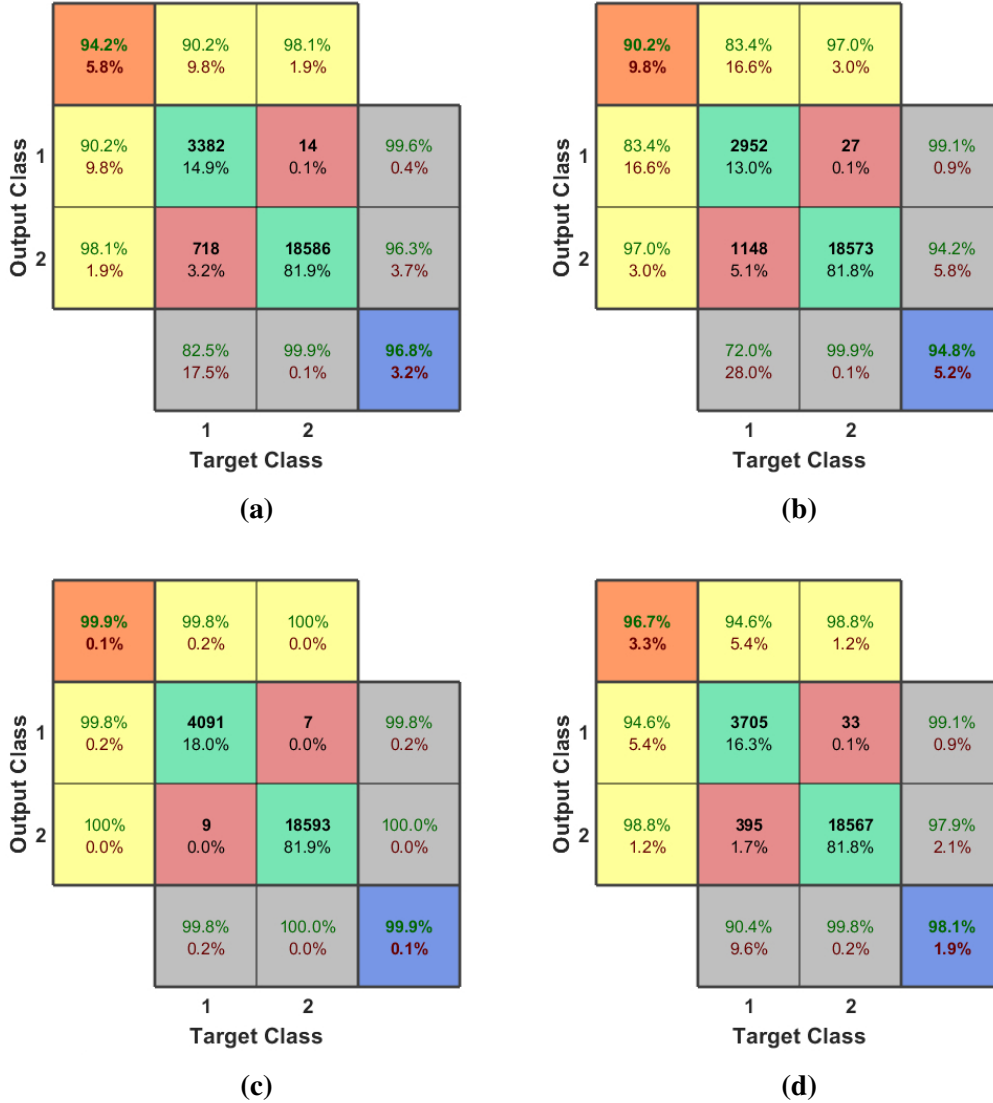 94.2% 90.2% 98.1%
5.8% 9.8% 1.9%
Output Class
1
90.2% 3382 14 99.6%
9.8% 14.9% 0.1% 0.4%
2
98.1% 718 18586 96.3%
1.9% 3.2% 81.9% 3.7%
82.5% 99.9% 96.8%
17.5% 0.1% 3.2%
1 2
Target Class
(a)
90.2% 83.4% 97.0%
9.8% 16.6% 3.0%
Output Class
1
83.4% 2952 27 99.1%
16.6% 13.0% 0.1% 0.9%
2
97.0% 1148 18573 94.2%
3.0% 5.1% 81.8% 5.8%
72.0% 99.9% 94.8%
28.0% 0.1% 5.2%
1 2
Target Class
(b)
99.9% 99.8% 100%
0.1% 0.2% 0.0%
Output Class
1
99.8% 4091 7 99.8%
0.2% 18.0% 0.0% 0.2%
2
100% 9 18593 100.0%
0.0% 0.0% 81.9% 0.0%
99.8% 100.0% 99.9%
0.2% 0.0% 0.1%
1 2
Target Class
(c)
96.7% 94.6% 98.8%
3.3% 5.4% 1.2%
Output Class
1
94.6% 3705 33 99.1%
5.4% 16.3% 0.1% 0.9%
2
98.8% 395 18567 97.9%
1.2% 1.7% 81.8% 2.1%
90.4% 99.8% 98.1%
9.6% 0.2% 1.9%
1 2
Target Class
(d)